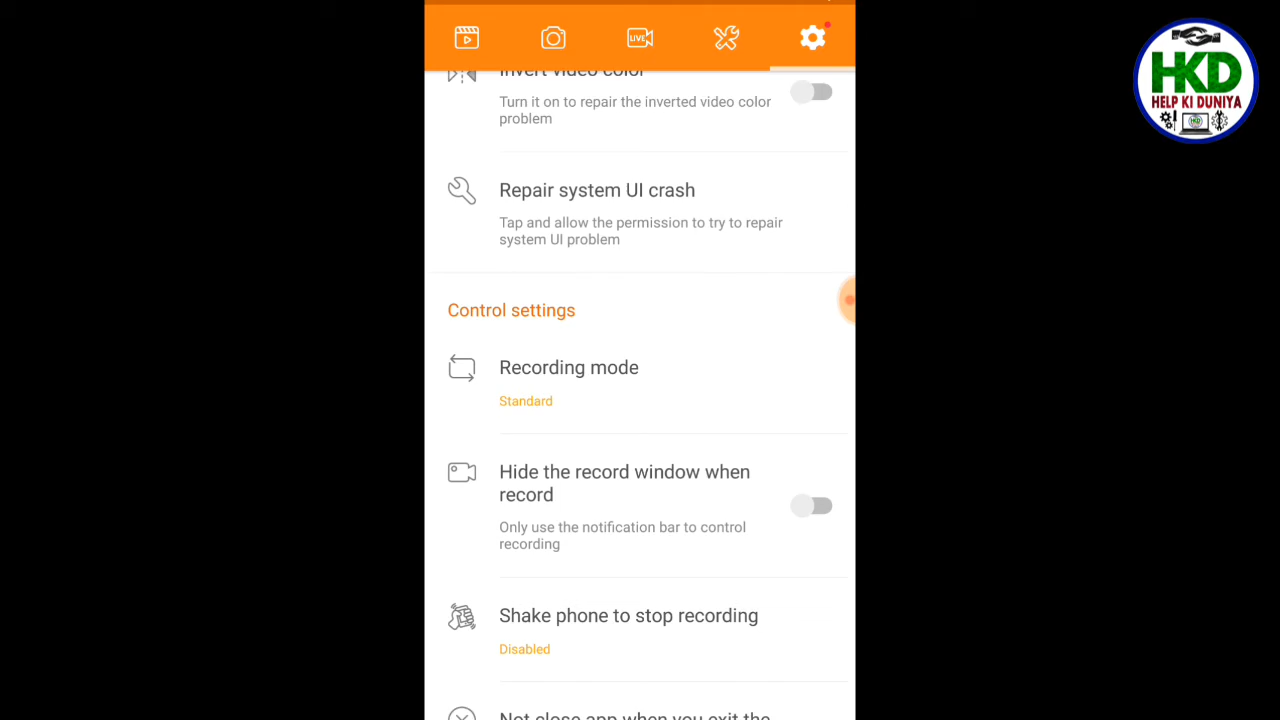 LIVE
Invert video color
Turn it on to repair the inverted video color
problem
Repair system UI crash
Tap and allow the permission to try to repair
system UI problem
Control settings
Recording mode
Standard
Hide the record window when
record
Only use the notification bar to control
recording
Shake phone to stop recording
Disabled
Not close app when you exit the
HKD
HELP KI DUNIYA
HKD